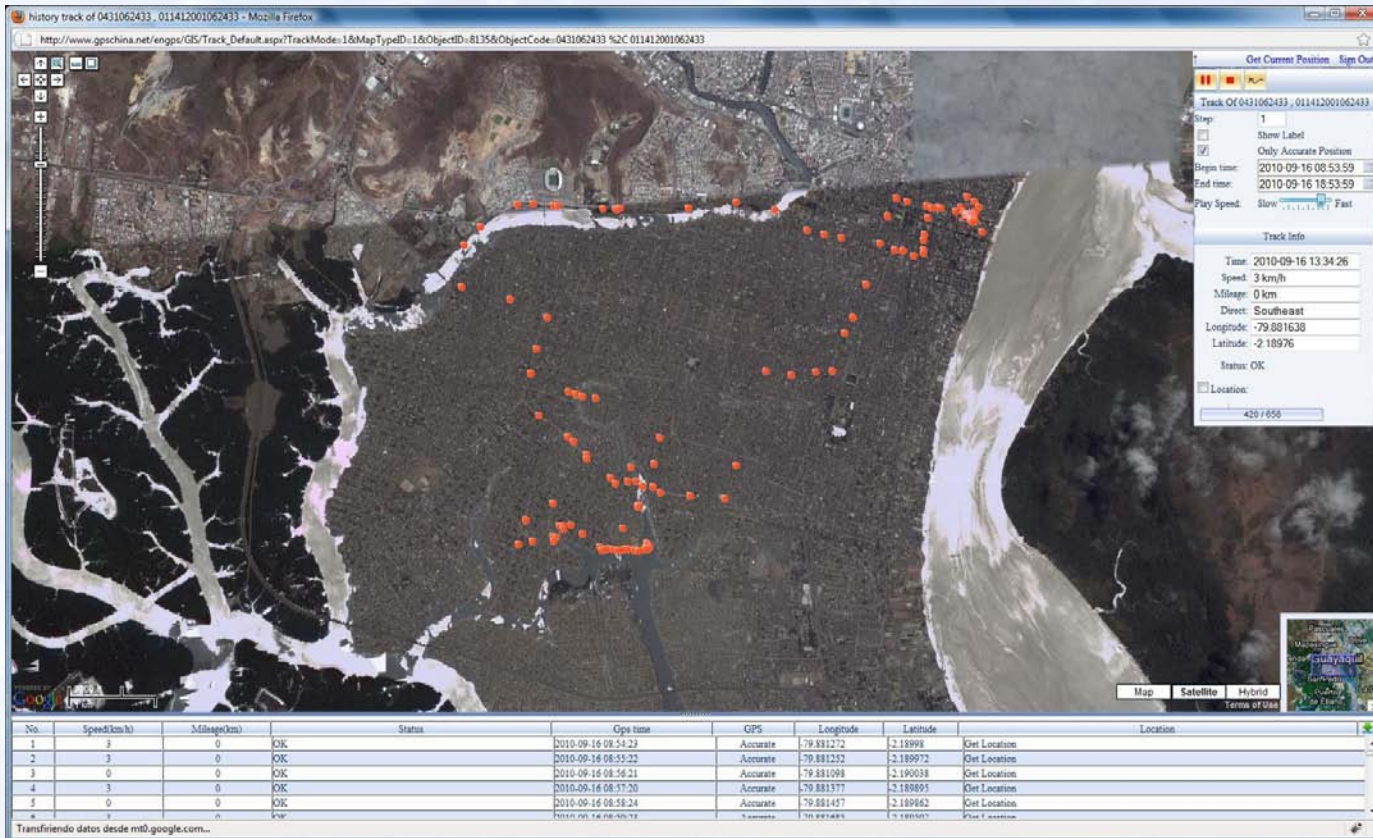 history track of 0431062433 , 011412001062433 - Mozilla Firefox
http://www.gpschina.net/engps/GIS/Track_Default.aspx?TrackMode=1&MapTypeID=1&ObjectID=8135&ObjectCode=0431062433 %2C 011412001062433
Get Current Position Sign Out
Track Of 0431062433 , 011412001062433
Step: 1
Show Label
Only Accurate Position
Begin time: 2010-09-16 08:53:59
End time: 2010-09-16 18:53:59
Play Speed: Slow Fast
Track Info
Time: 2010-09-16 13:34:26
Speed: 3 km/h
Mileage: 0 km
Direct: Southeast
Longitude: -79.881638
Latitude: -2.18976
Status: OK
Location:
420 / 656
Guayaquil
POWERED BY
Google
Map Satellite Hybrid
Terms of Use
No. Speed(km/h) Mileage(km) Status Gps time GPS Longitude Latitude Location
1 3 0 OK 2010-09-16 08:54:23 Accurate -79.881272 -2.18998 Get Location
2 3 0 OK 2010-09-16 08:55:22 Accurate -79.881252 -2.189972 Get Location
3 0 0 OK 2010-09-16 08:56:21 Accurate -79.881098 -2.190038 Get Location
4 3 0 OK 2010-09-16 08:57:20 Accurate -79.881377 -2.189895 Get Location
5 0 0 OK 2010-09-16 08:58:24 Accurate -79.881457 -2.189862 Get Location
Transfiriendo datos desde mt0.google.com...